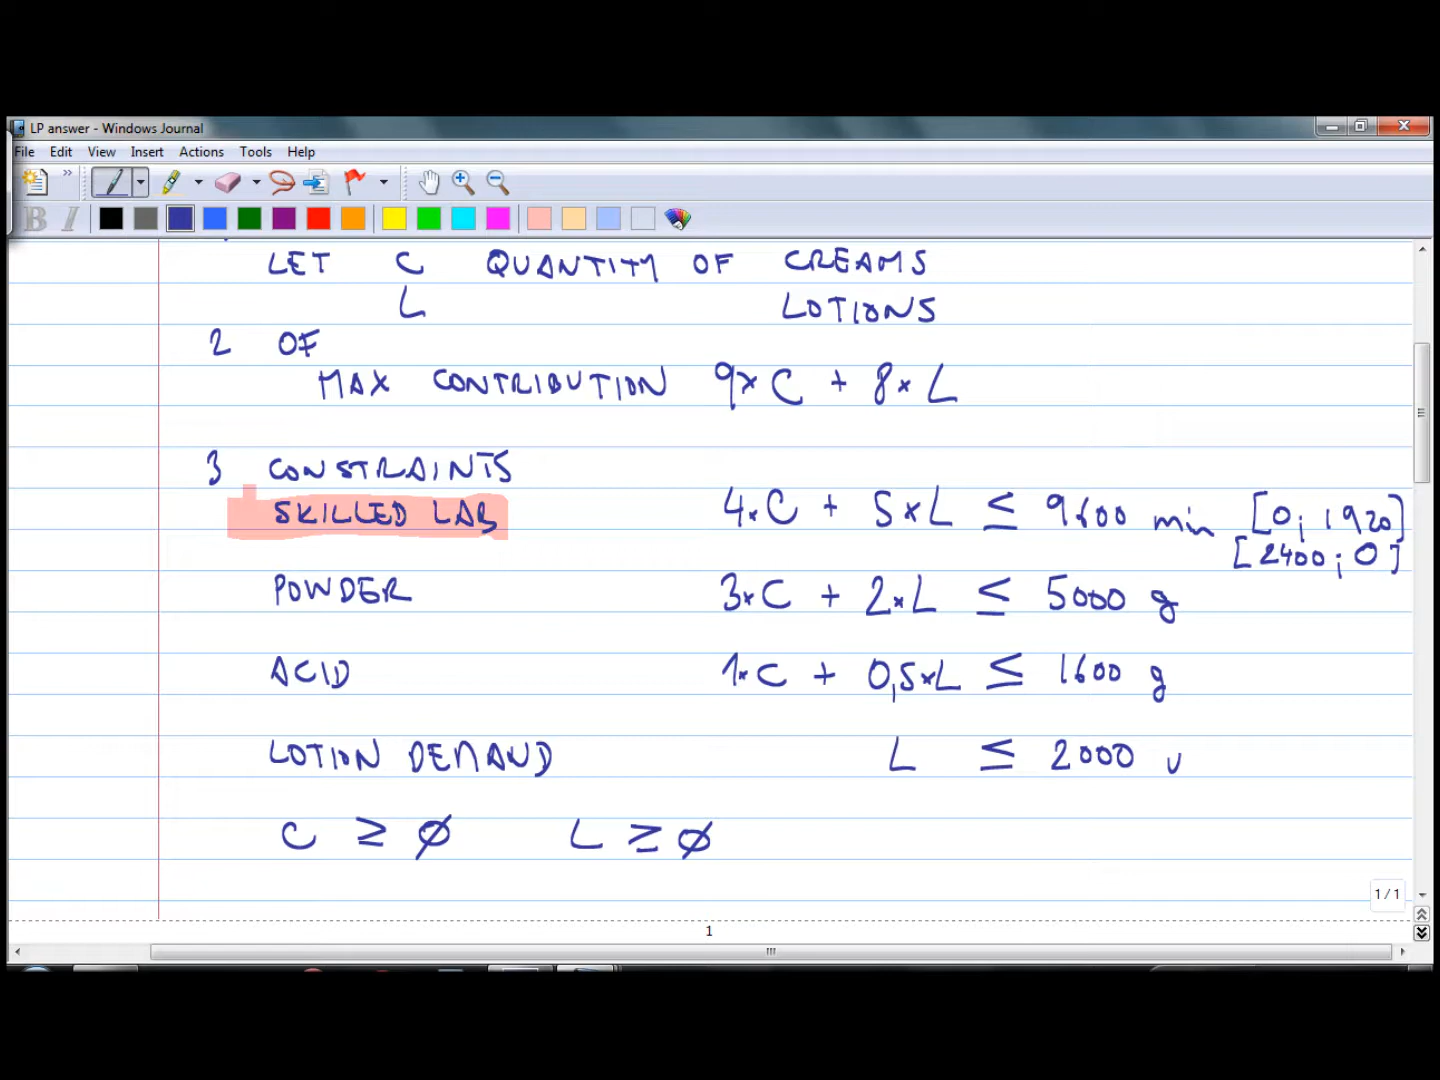 LP answer - Windows Journal
File Edit View Insert Actions Tools Help
B I
LET C QUANTITY OF CREAMS
L LOTIONS
2 OF
MAX CONTRIBUTION 9×C + 8×L
3 CONSTRAINTS
SKILLED LAB 4×C + 5×L ≤ 9600 min [0; 1920]
[2400; 0]
POWDER 3×C + 2×L ≤ 5000 g
ACID 1×C + 0,5×L ≤ 1600 g
LOTION DEMAND L ≤ 2000 u
C ≥ ∅ L ≥ ∅
1/1
1